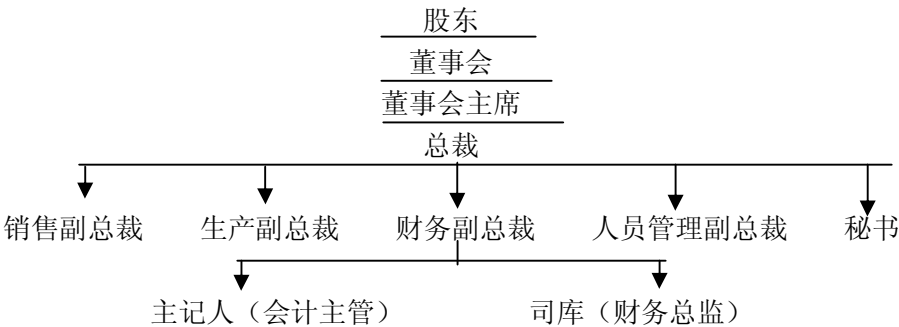 股东
董事会
董事会主席
总裁
销售副总裁 生产副总裁 财务副总裁 人员管理副总裁 秘书
主记人（会计主管） 司库（财务总监）